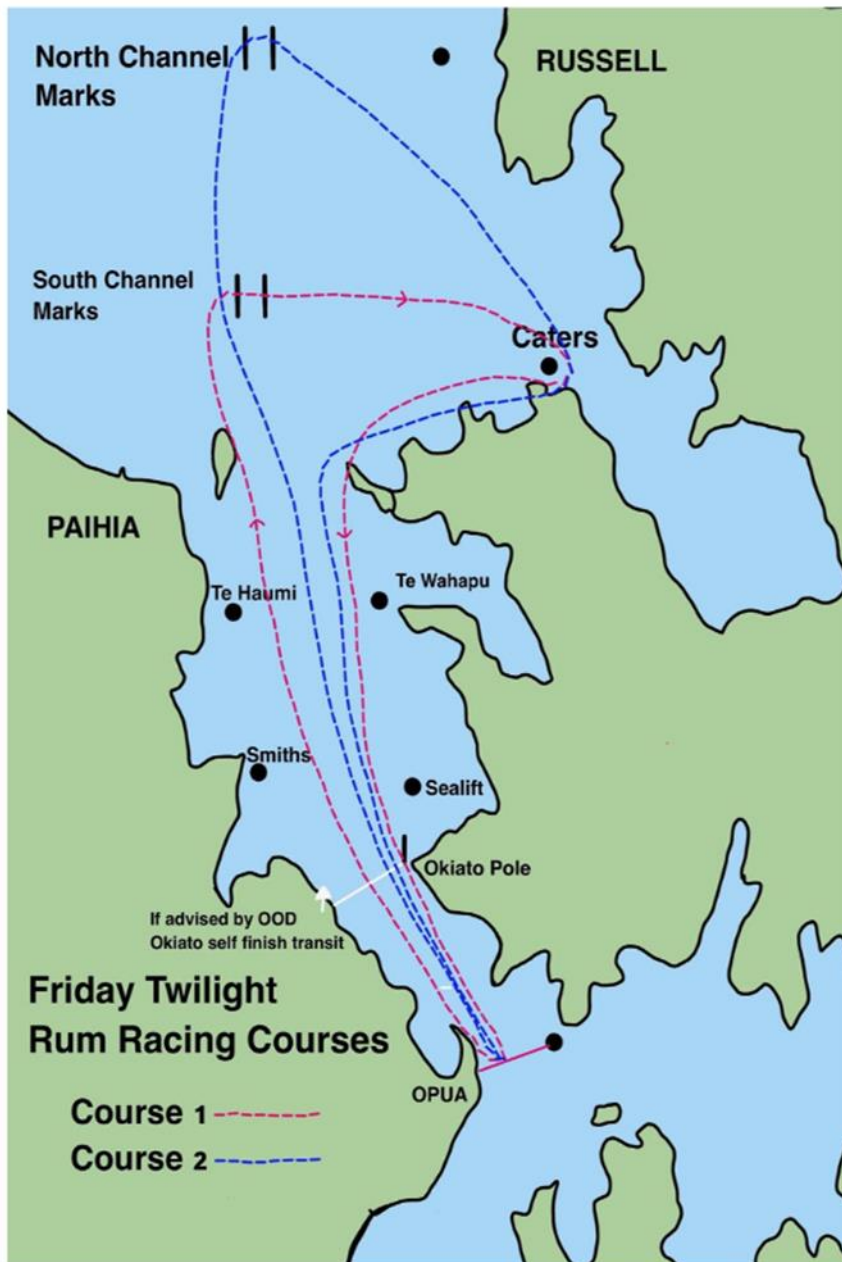 North Channel
Marks
RUSSELL
South Channel
Marks
Caters
PAIHIA
Te Haumi
Te Wahapu
Smiths
Sealift
Okiato Pole
If advised by OOD
Okiato self finish transit
Friday Twilight
Rum Racing Courses
OPUA
Course 1
Course 2